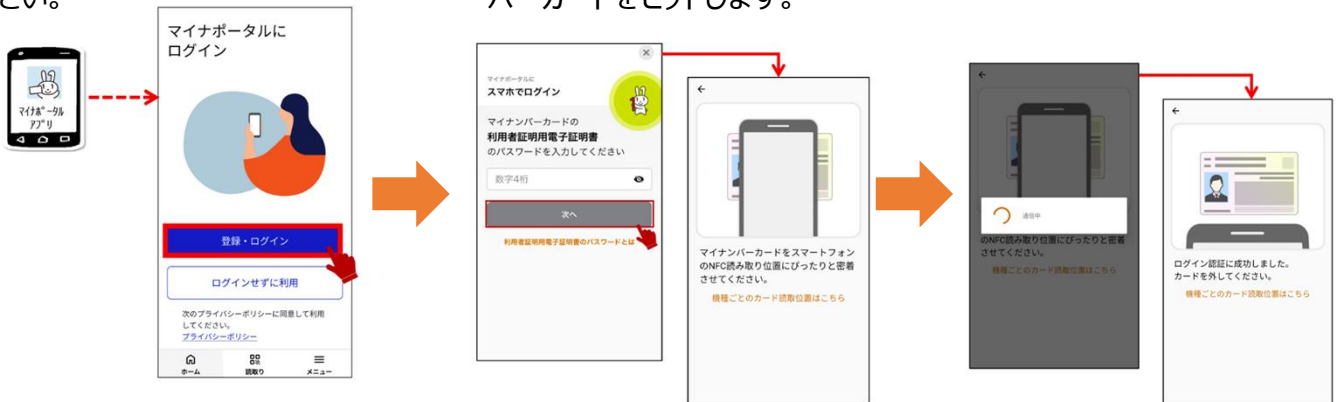 さい。
バーカードをセットします。
マイナポータル
アプリ
マイナポータルに
ログイン
登録・ログイン
ログインせずに利用
次のプライバシーポリシーに同意して利用
してください。
プライバシーポリシー
ホーム
読取り
メニュー
マイナポータルに
スマホでログイン
マイナンバーカードの
利用者証明用電子証明書
のパスワードを入力してください
数字4桁
次へ
利用者証明用電子証明書のパスワードとは
マイナンバーカードをスマートフォン
のNFC読み取り位置にぴったりと密着
させてください。
機種ごとのカード読取位置はこちら
通信中
のNFC読み取り位置にぴったりと密着
させてください。
機種ごとのカード読取位置はこちら
ログイン認証に成功しました。
カードを外してください。
機種ごとのカード読取位置はこちら